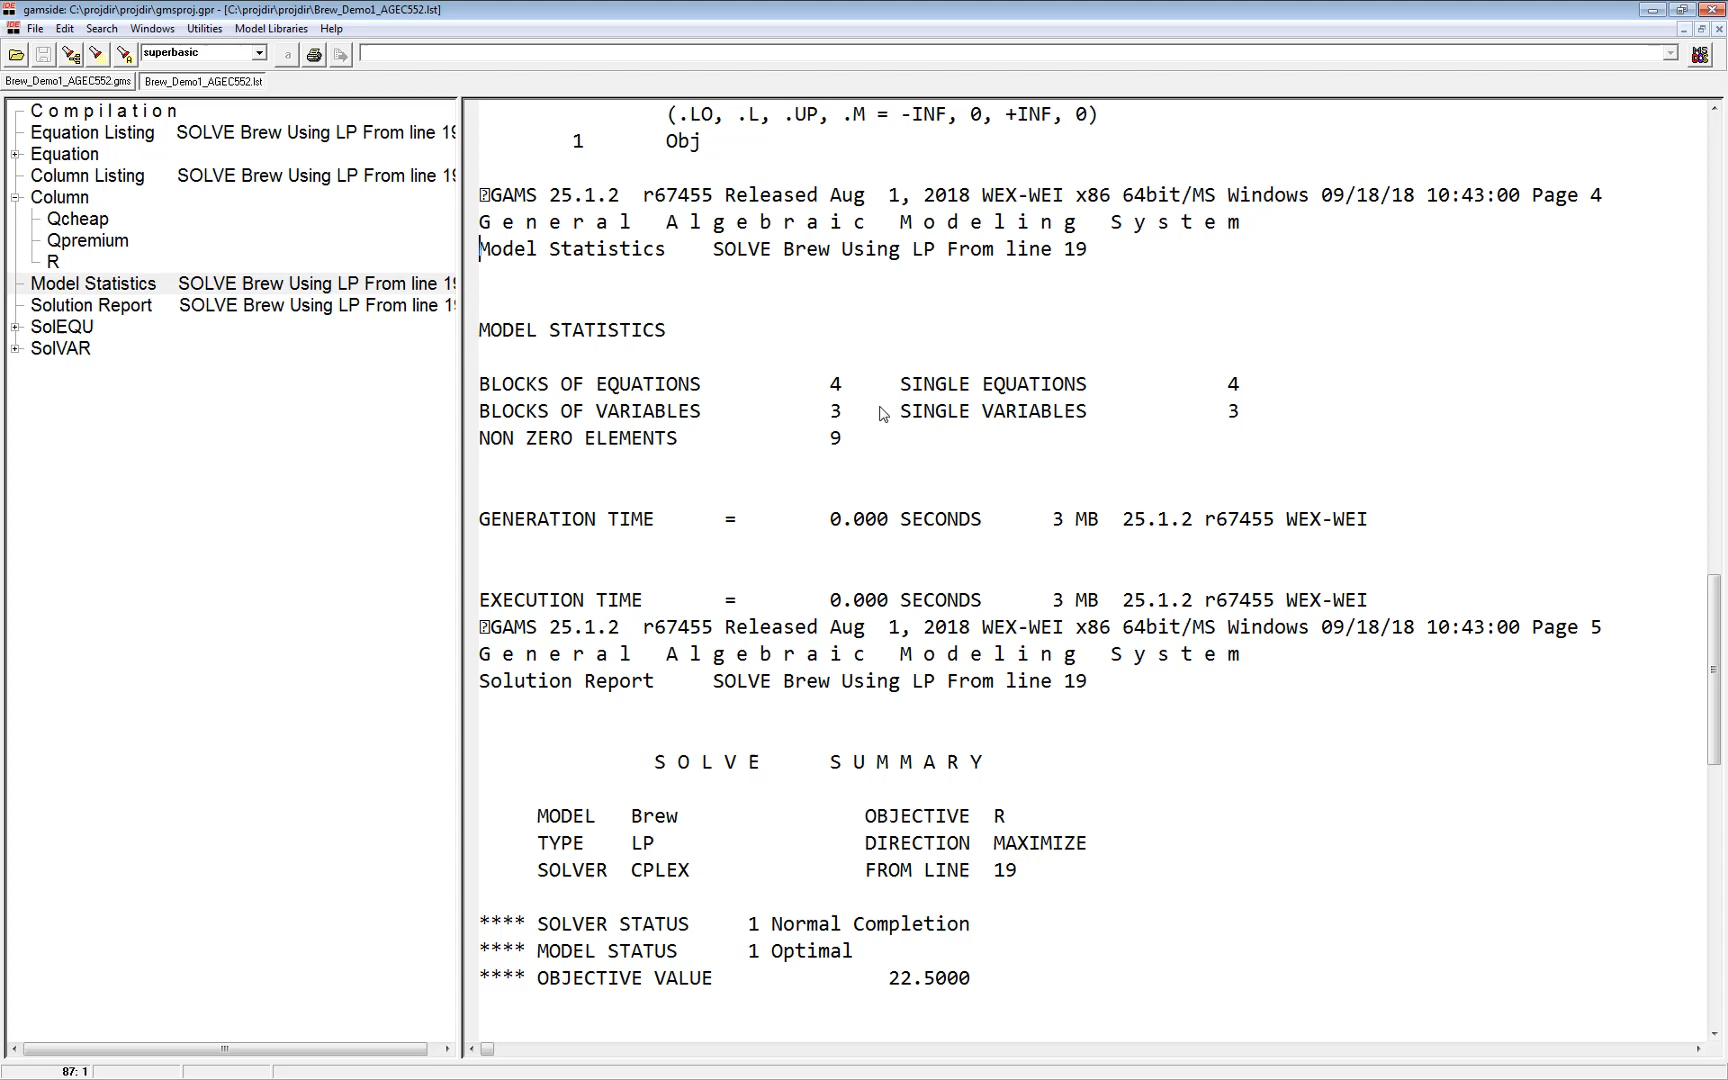 gamside: C:\projdir\projdir\gmsproj.gpr - [C:\projdir\projdir\Brew_Demo1_AGEC552.lst]
IDE File Edit Search Windows Utilities Model Libraries Help
superbasic
a
Brew_Demo1_AGEC552.gms Brew_Demo1_AGEC552.lst
C o m p i l a t i o n
Equation Listing SOLVE Brew Using LP From line 19
Equation
Column Listing SOLVE Brew Using LP From line 19
Column
Qcheap
Qpremium
R
Model Statistics SOLVE Brew Using LP From line 19
Solution Report SOLVE Brew Using LP From line 19
SolEQU
SolVAR
(.LO, .L, .UP, .M = -INF, 0, +INF, 0)
1 Obj
GAMS 25.1.2 r67455 Released Aug 1, 2018 WEX-WEI x86 64bit/MS Windows 09/18/18 10:43:00 Page 4
G e n e r a l A l g e b r a i c M o d e l i n g S y s t e m
Model Statistics SOLVE Brew Using LP From line 19
MODEL STATISTICS
BLOCKS OF EQUATIONS 4 SINGLE EQUATIONS 4
BLOCKS OF VARIABLES 3 SINGLE VARIABLES 3
NON ZERO ELEMENTS 9
GENERATION TIME = 0.000 SECONDS 3 MB 25.1.2 r67455 WEX-WEI
EXECUTION TIME = 0.000 SECONDS 3 MB 25.1.2 r67455 WEX-WEI
GAMS 25.1.2 r67455 Released Aug 1, 2018 WEX-WEI x86 64bit/MS Windows 09/18/18 10:43:00 Page 5
G e n e r a l A l g e b r a i c M o d e l i n g S y s t e m
Solution Report SOLVE Brew Using LP From line 19
S O L V E S U M M A R Y
MODEL Brew OBJECTIVE R
TYPE LP DIRECTION MAXIMIZE
SOLVER CPLEX FROM LINE 19
**** SOLVER STATUS 1 Normal Completion
**** MODEL STATUS 1 Optimal
**** OBJECTIVE VALUE 22.5000
87: 1